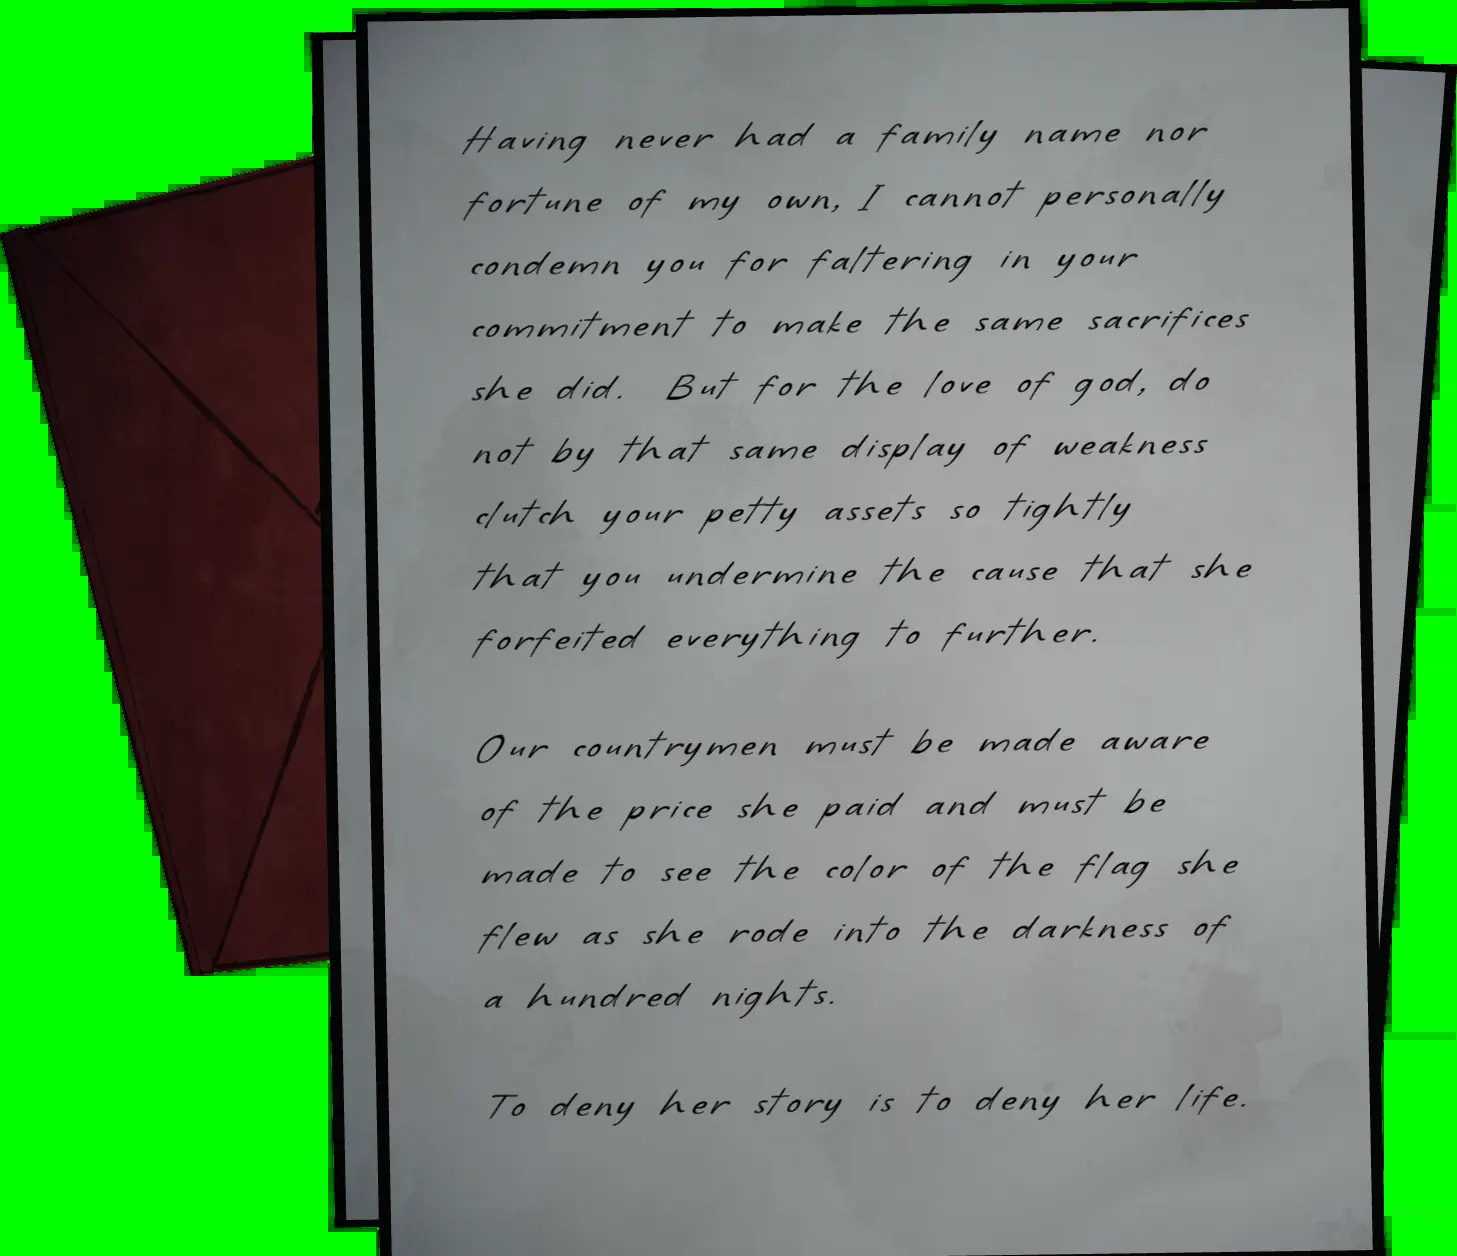 Having never had a family name nor
fortune of my own, I cannot personally
condemn you for faltering in your
commitment to make the same sacrifices
she did. But for the love of god, do
not by that same display of weakness
clutch your petty assets so tightly
that you undermine the cause that she
forfeited everything to further.
Our countrymen must be made aware
of the price she paid and must be
made to see the color of the flag she
flew as she rode into the darkness of
a hundred nights.
To deny her story is to deny her life.